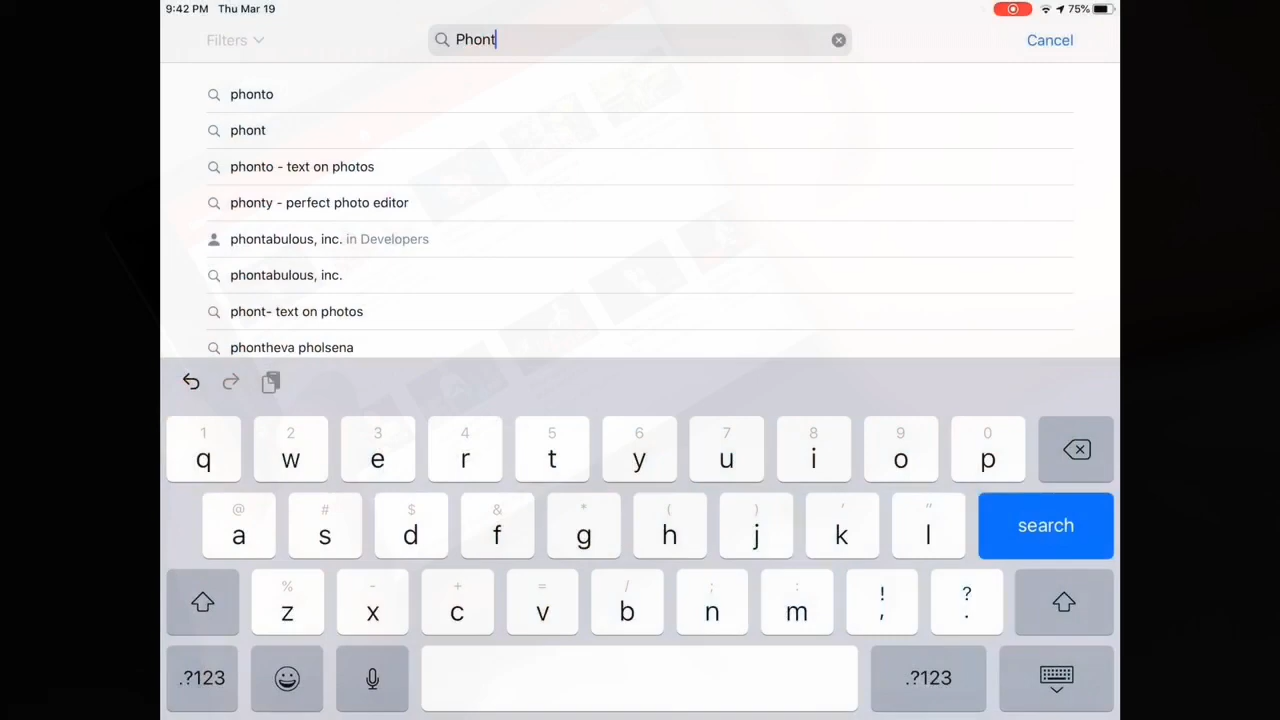 9:42 PM Thu Mar 19 75%
Filters Phont Cancel
phonto
phont
phonto - text on photos
phonty - perfect photo editor
phontabulous, inc. in Developers
phontabulous, inc.
phont- text on photos
phontheva pholsena
1 2 3 4 5 6 7 8 9 0
q w e r t y u i o p
@ # $ & * ( ) ' "
a s d f g h j k l search
% - + = / ; : ! ?
z x c v b n m , .
.?123 .?123